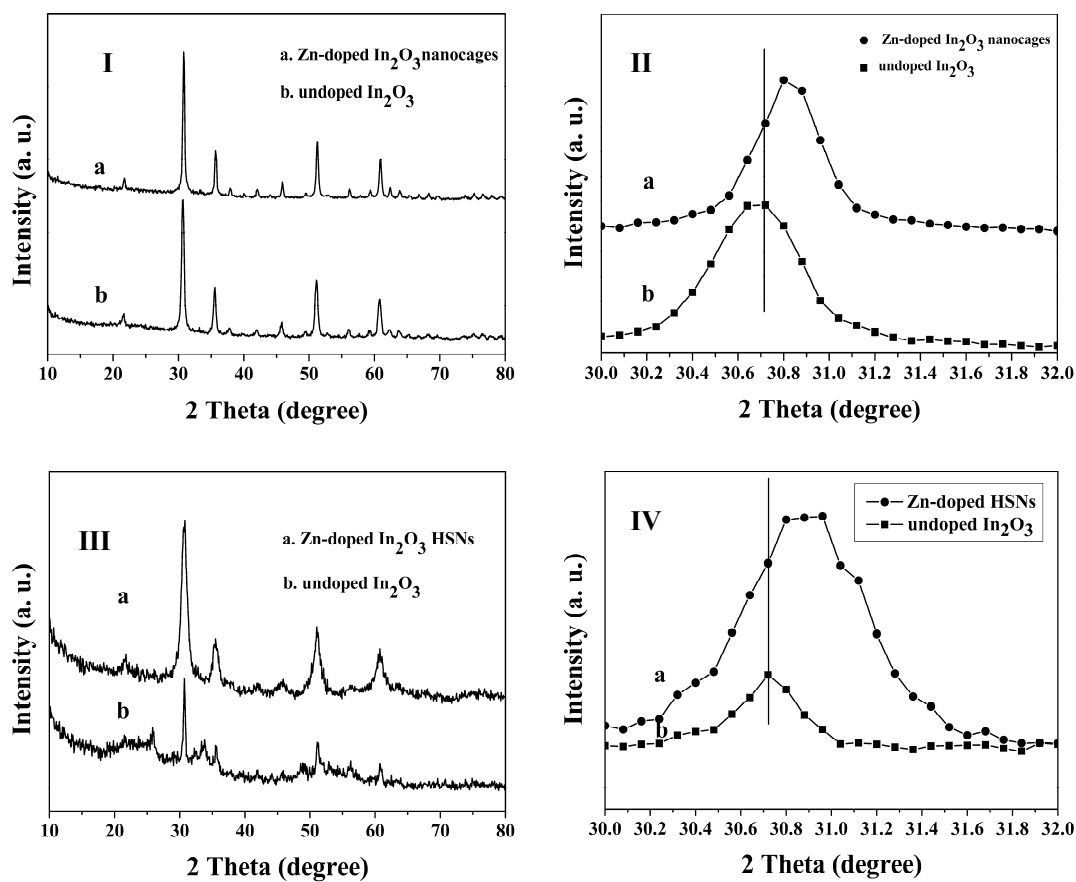 I
a. Zn-doped In₂O₃nanocages
b. undoped In₂O₃
a
b
Intensity (a. u.)
10 20 30 40 50 60 70 80
2 Theta (degree)
II
Zn-doped In₂O₃ nanocages
undoped In₂O₃
a
b
Intensity (a. u.)
30.0 30.2 30.4 30.6 30.8 31.0 31.2 31.4 31.6 31.8 32.0
2 Theta (degree)
III
a. Zn-doped In₂O₃ HSNs
b. undoped In₂O₃
a
b
Intensity (a. u.)
10 20 30 40 50 60 70 80
2 Theta (degree)
IV
Zn-doped HSNs
undoped In₂O₃
a
b
Intensity (a. u.)
30.0 30.2 30.4 30.6 30.8 31.0 31.2 31.4 31.6 31.8 32.0
2 Theta (degree)